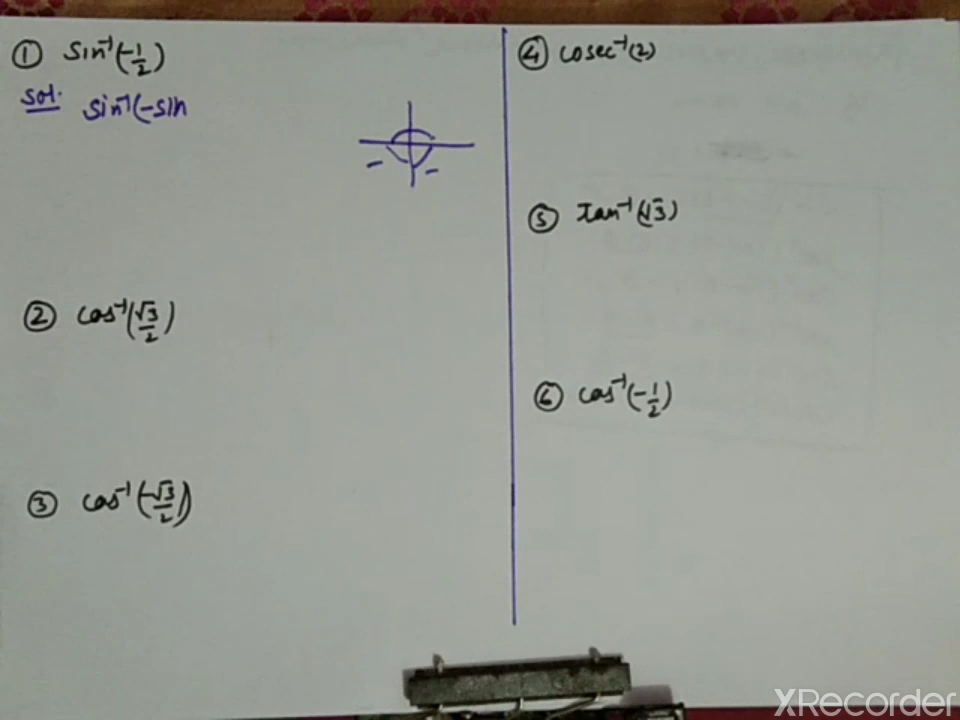 ① sin⁻¹(-1/2)
Sol. sin⁻¹(-sin
② cos⁻¹(√3/2)
③ cos⁻¹(-√3/2)
④ cosec⁻¹(2)
⑤ tan⁻¹(√3)
⑥ cos⁻¹(-1/2)
XRecorder